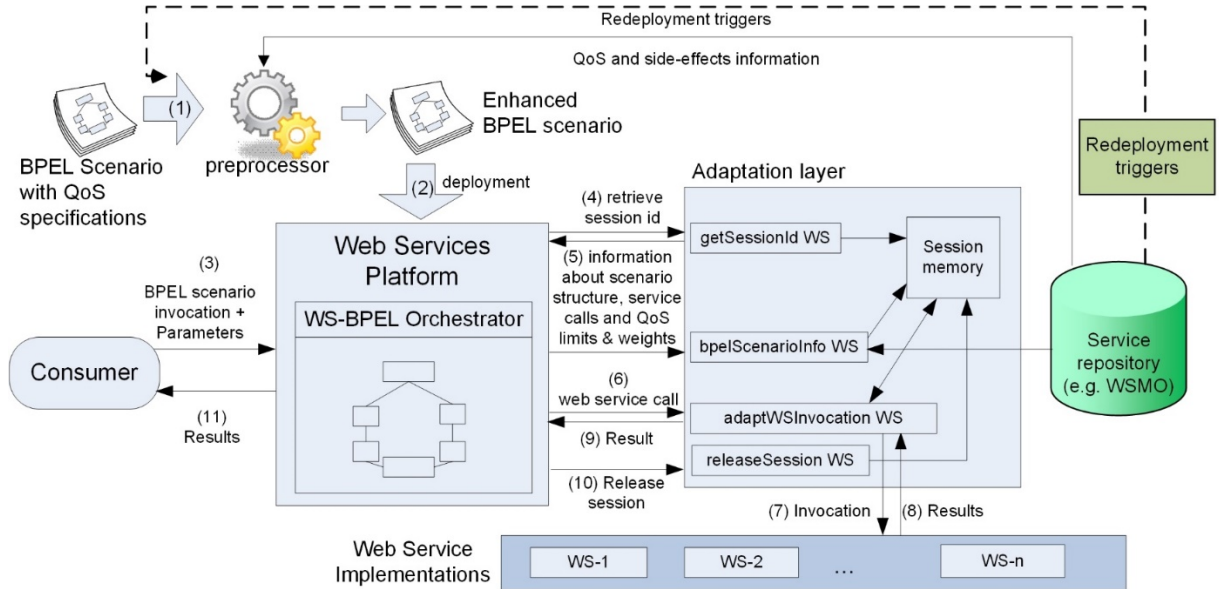 Redeployment triggers
QoS and side-effects information
(1)
BPEL Scenario
with QoS
specifications
preprocessor
Enhanced
BPEL scenario
Redeployment
triggers
(2)
deployment
Adaptation layer
(4) retrieve
session id
getSessionId WS
Session
memory
Web Services
Platform
(5) information
about scenario
structure, service
calls and QoS
limits & weights
(3)
BPEL scenario
invocation +
Parameters
WS-BPEL Orchestrator
bpelScenarioInfo WS
Service
repository
(e.g. WSMO)
Consumer
(6)
web service call
adaptWSInvocation WS
(11)
Results
(9) Result
releaseSession WS
(10) Release
session
(7) Invocation
(8) Results
Web Service
Implementations
WS-1
WS-2
...
WS-n